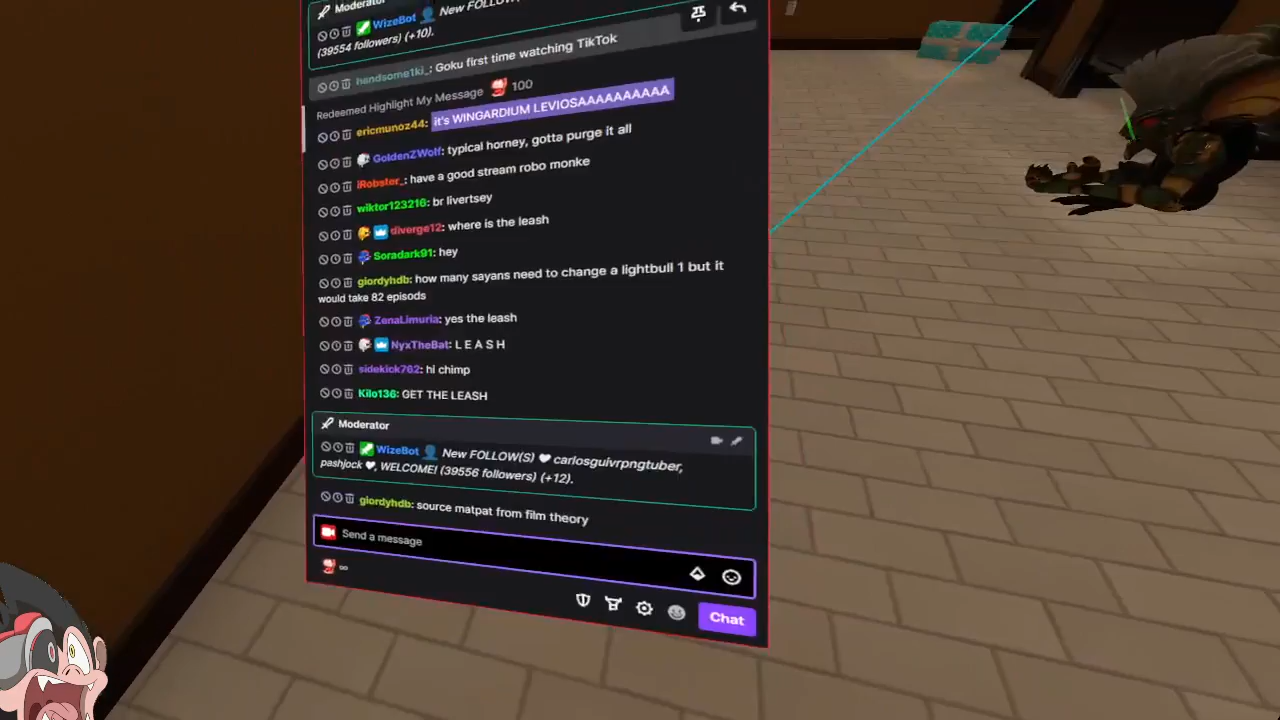 Moderator
WizeBot New FOLLOW(S)
(39554 followers) (+10).
handsome1ki_: Goku first time watching TikTok
Redeemed Highlight My Message 100
ericmunoz44: it's WINGARDIUM LEVIOSAAAAAAAAAA
GoldenZWolf: typical horney, gotta purge it all
iRobster_: have a good stream robo monke
wiktor123216: br livertsey
diverge12: where is the leash
Soradark91: hey
giordyhdb: how many sayans need to change a lightbull 1 but it
would take 82 episods
ZenaLimuria: yes the leash
NyxTheBat: L E A S H
sidekick762: hi chimp
Kilo136: GET THE LEASH
Moderator
WizeBot New FOLLOW(S) carlosguivrpngtuber,
pashjock, WELCOME! (39556 followers) (+12).
giordyhdb: source matpat from film theory
Send a message
∞
Chat